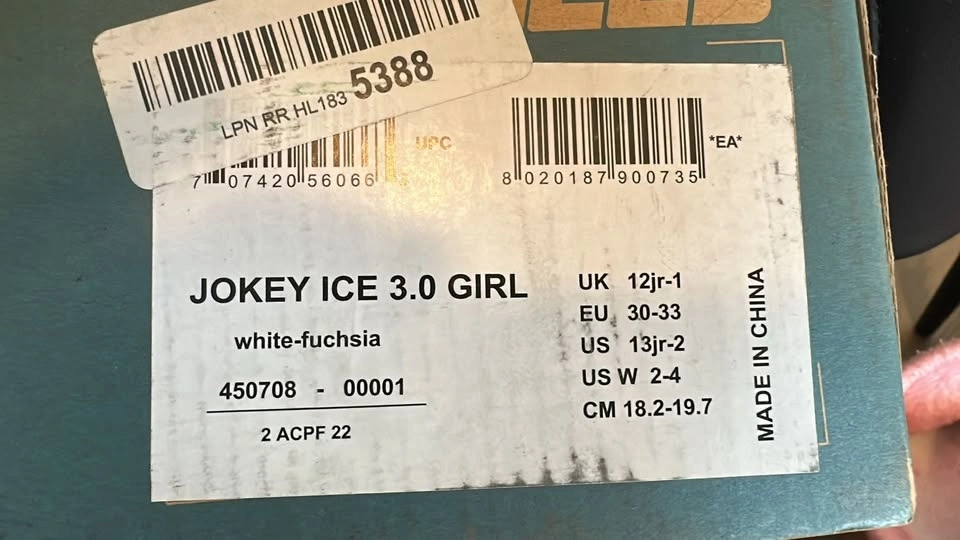 LPN RR HL183 5388
UPC
7 07420 56066
8 020187 900735
*EA*
JOKEY ICE 3.0 GIRL
white-fuchsia
450708 - 00001
2 ACPF 22
UK 12jr-1
EU 30-33
US 13jr-2
US W 2-4
CM 18.2-19.7
MADE IN CHINA